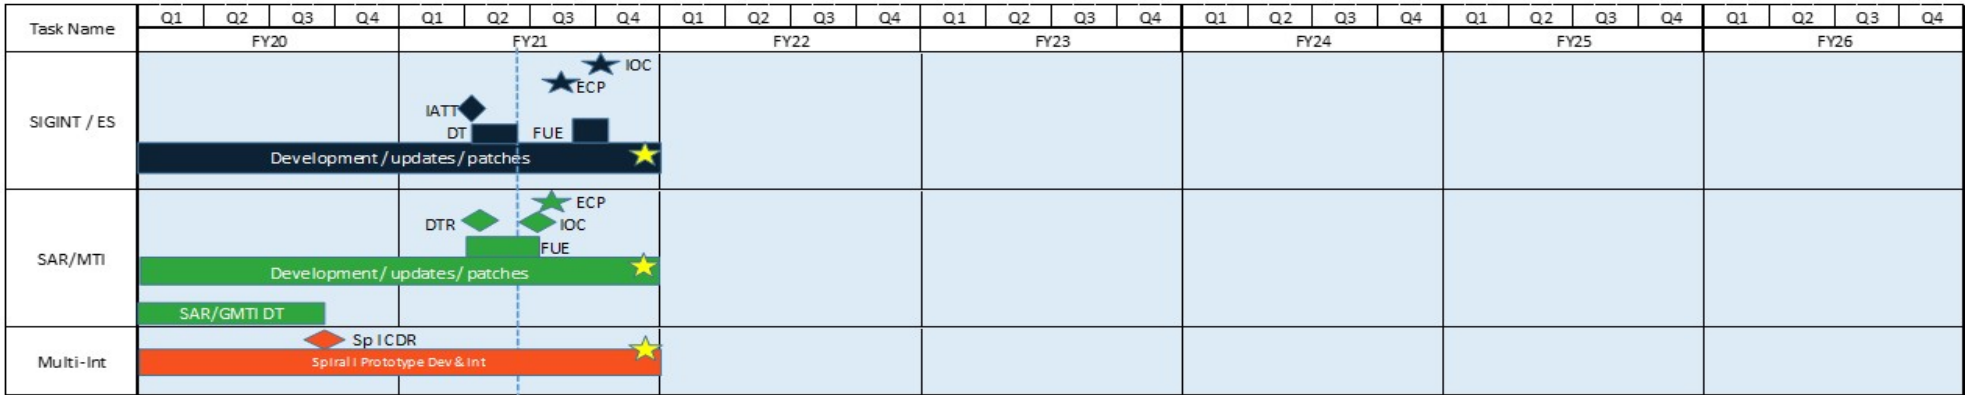 Task Name
Q1 Q2 Q3 Q4 Q1 Q2 Q3 Q4 Q1 Q2 Q3 Q4 Q1 Q2 Q3 Q4 Q1 Q2 Q3 Q4 Q1 Q2 Q3 Q4 Q1 Q2 Q3 Q4
FY20 FY21 FY22 FY23 FY24 FY25 FY26
SIGINT / ES
IOC
ECP
IATT
DT FUE
Development / updates / patches
SAR/MTI
ECP
DTR IOC
FUE
Development / updates / patches
SAR/GMTI DT
Multi-Int
Sp I CDR
Spiral I Prototype Dev & Int